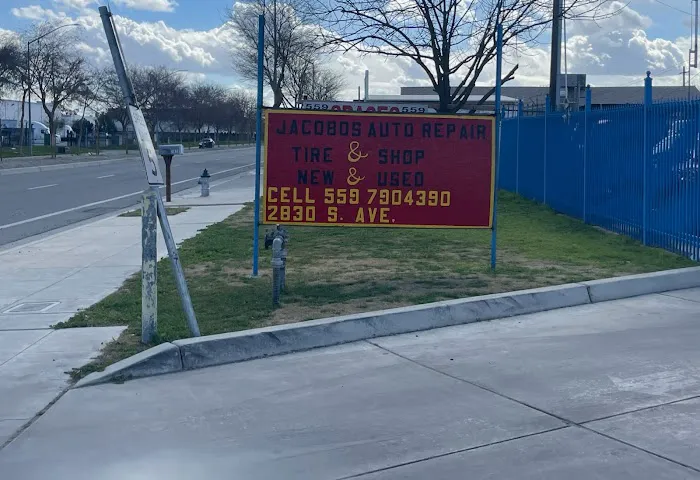 JACOBOS AUTO REPAIR
TIRE & SHOP
NEW & USED
CELL 559 7904390
2830 S. AVE.